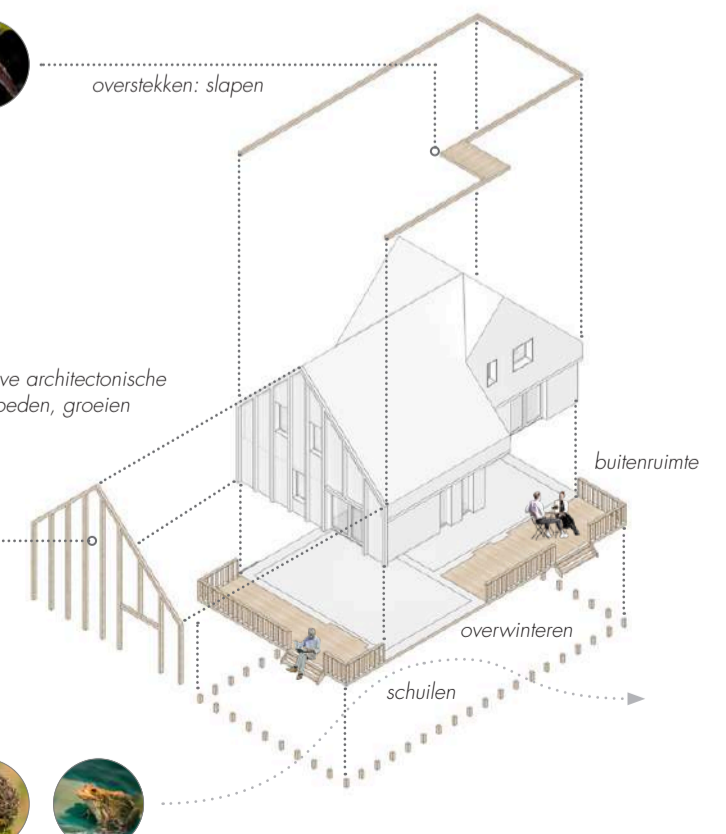 overstekken: slapen
ve architectonische
oeden, groeien
buitenruimte
overwinteren
schuilen